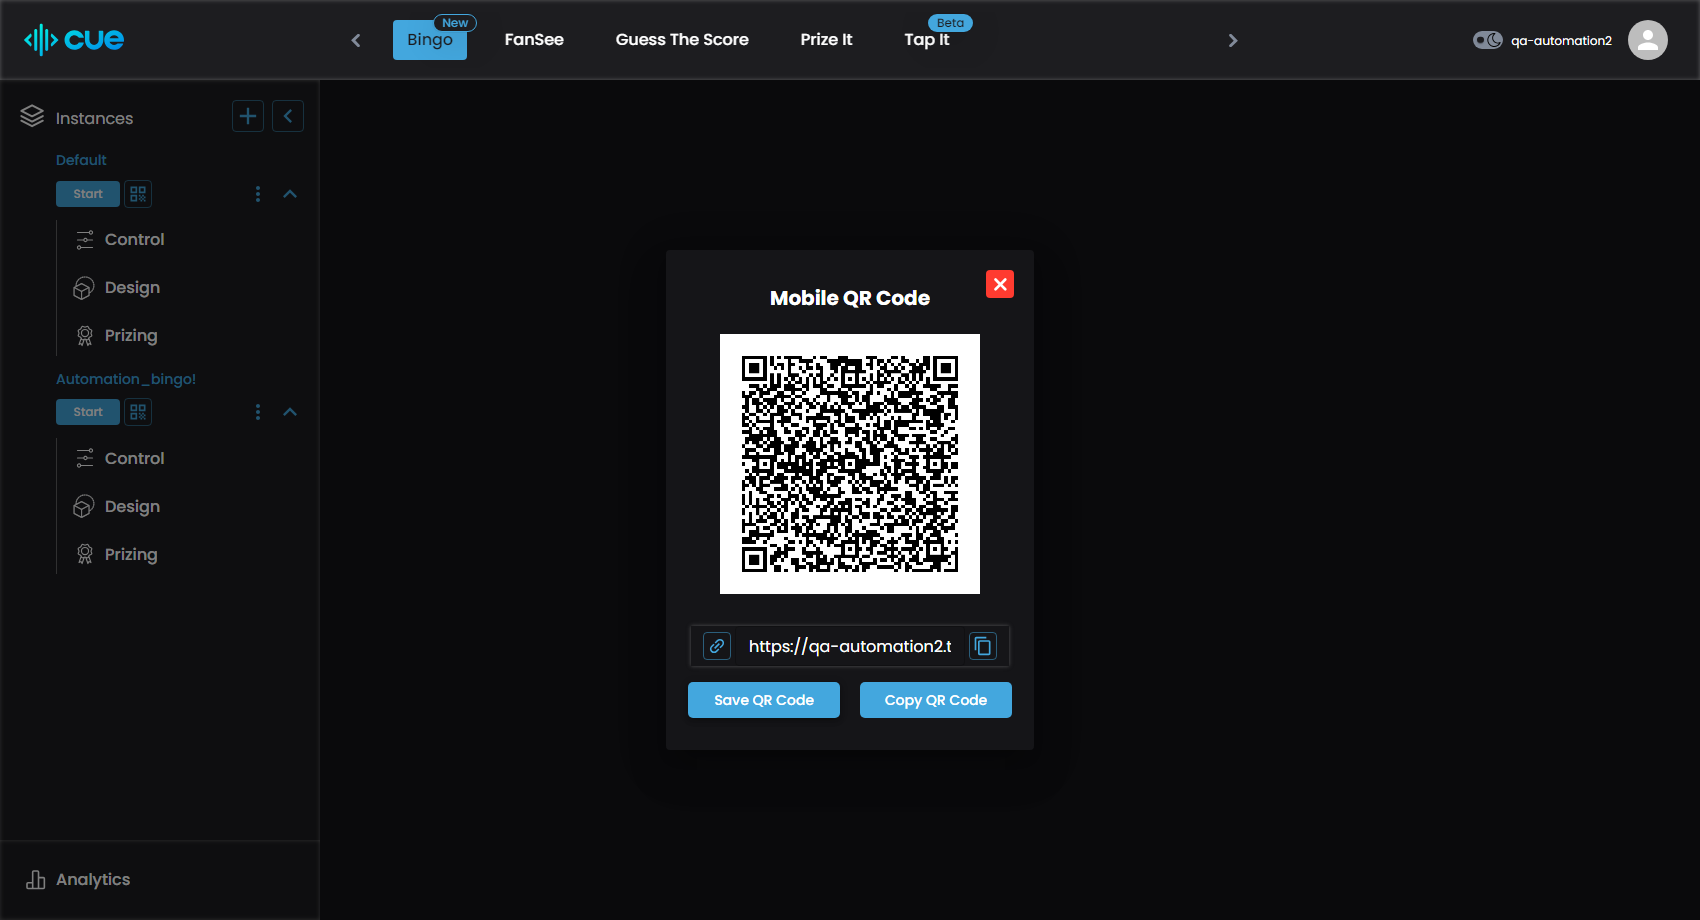 cue
Bingo
New
FanSee
Guess The Score
Prize It
Tap It
Beta
qa-automation2
Instances
Default
Start
Control
Design
Prizing
Automation_bingo!
Start
Control
Design
Prizing
Analytics
Mobile QR Code
https://qa-automation2.t
Save QR Code
Copy QR Code